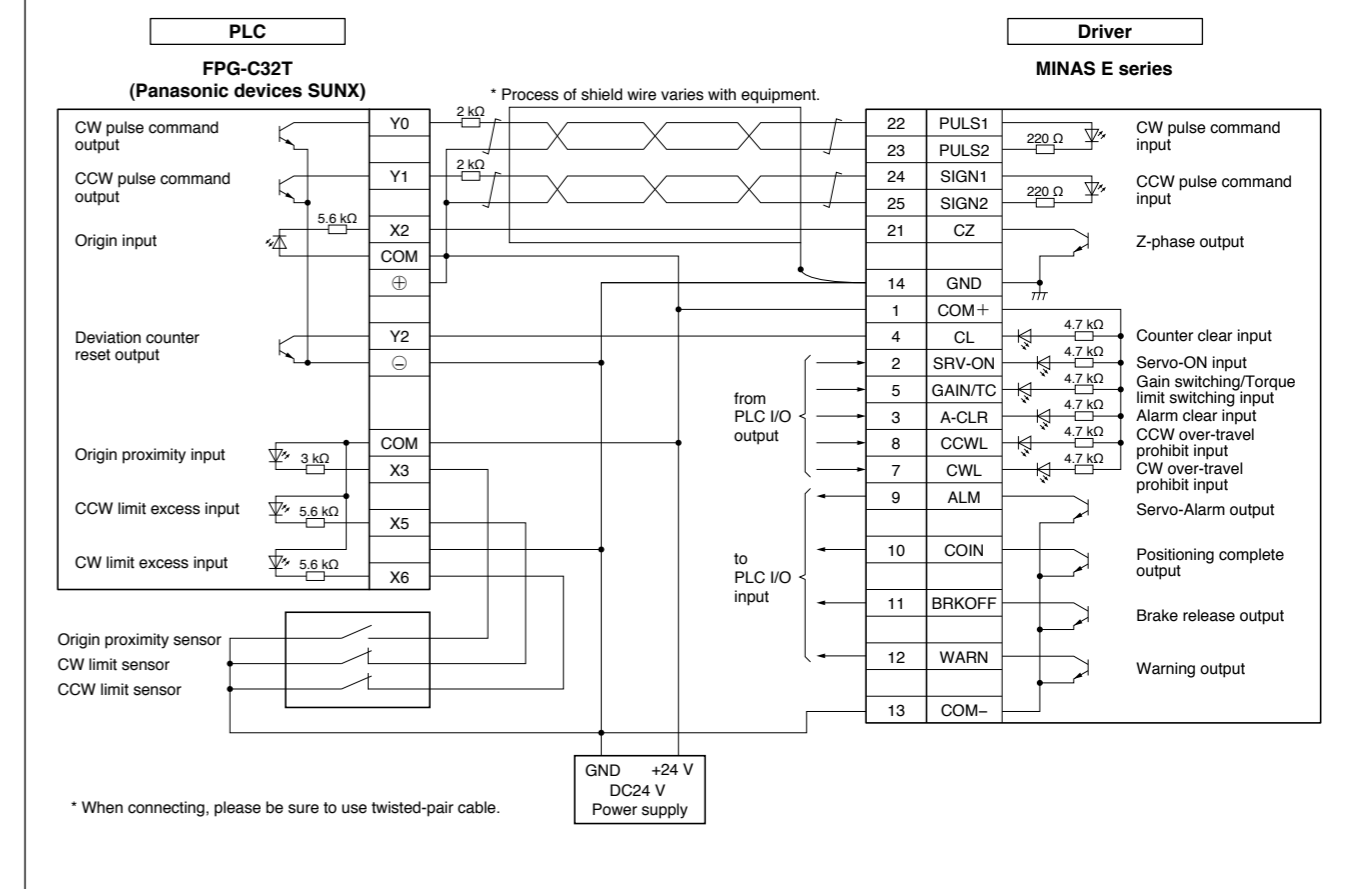 PLC
Driver
FPG-C32T
(Panasonic devices SUNX)
MINAS E series
* Process of shield wire varies with equipment.
CW pulse command
output
Y0
2 kΩ
22 PULS1
220 Ω
CW pulse command
input
23 PULS2
CCW pulse command
output
Y1
2 kΩ
24 SIGN1
220 Ω
CCW pulse command
input
25 SIGN2
Origin input
5.6 kΩ
X2
21 CZ
Z-phase output
COM
⊕
14 GND
1 COM+
Deviation counter
reset output
Y2
4 CL
4.7 kΩ
Counter clear input
⊖
from
PLC I/O
output
2 SRV-ON
4.7 kΩ
Servo-ON input
5 GAIN/TC
4.7 kΩ
Gain switching/Torque
limit switching input
3 A-CLR
4.7 kΩ
Alarm clear input
COM
8 CCWL
4.7 kΩ
CCW over-travel
prohibit input
Origin proximity input
3 kΩ
X3
7 CWL
4.7 kΩ
CW over-travel
prohibit input
9 ALM
Servo-Alarm output
CCW limit excess input
5.6 kΩ
X5
to
PLC I/O
input
10 COIN
Positioning complete
output
CW limit excess input
5.6 kΩ
X6
11 BRKOFF
Brake release output
12 WARN
Warning output
13 COM−
Origin proximity sensor
CW limit sensor
CCW limit sensor
GND +24 V
DC24 V
Power supply
* When connecting, please be sure to use twisted-pair cable.